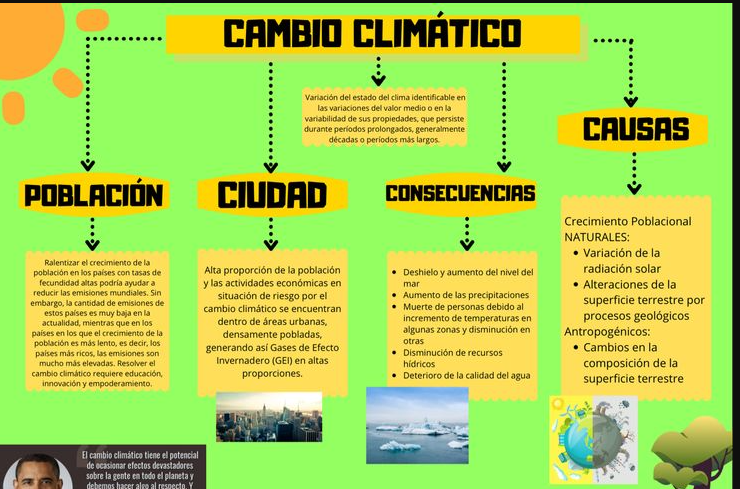 CAMBIO CLIMÁTICO
Variación del estado del clima identificable en
las variaciones del valor medio o en la
variabilidad de sus propiedades, que persiste
durante períodos prolongados, generalmente
décadas o períodos más largos.
POBLACIÓN
Ralentizar el crecimiento de la
población en los países con tasas de
fecundidad altas podría ayudar a
reducir las emisiones mundiales. Sin
embargo, la cantidad de emisiones de
estos países es muy baja en la
actualidad, mientras que en los
países en los que el crecimiento de la
población es más lento, es decir, los
países más ricos, las emisiones son
mucho más elevadas. Resolver el
cambio climático requiere educación,
innovación y empoderamiento.
CIUDAD
Alta proporción de la población
y las actividades económicas en
situación de riesgo por el
cambio climático se encuentran
dentro de áreas urbanas,
densamente pobladas,
generando así Gases de Efecto
Invernadero (GEI) en altas
proporciones.
CONSECUENCIAS
Deshielo y aumento del nivel del
mar
Aumento de las precipitaciones
Muerte de personas debido al
incremento de temperaturas en
algunas zonas y disminución en
otras
Disminución de recursos
hídricos
Deterioro de la calidad del agua
CAUSAS
Crecimiento Poblacional
NATURALES:
Variación de la
radiación solar
Alteraciones de la
superficie terrestre por
procesos geológicos
Antropogénicos:
Cambios en la
composición de la
superficie terrestre
El cambio climático tiene el potencial
de ocasionar efectos devastadores
sobre la gente en todo el planeta y
debemos hacer algo al respecto. Y